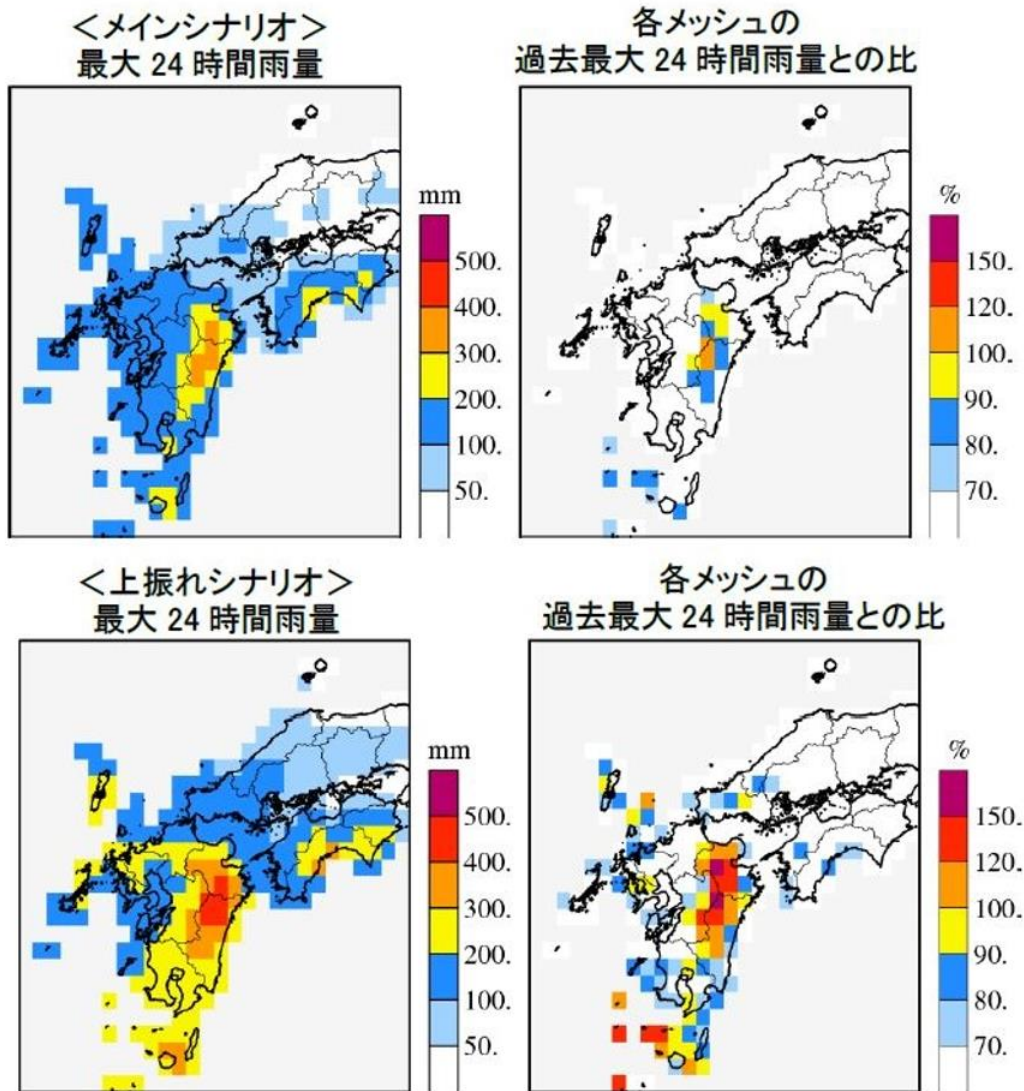 <メインシナリオ>
最大 24 時間雨量
各メッシュの
過去最大 24 時間雨量との比
mm
500.
400.
300.
200.
100.
50.
%
150.
120.
100.
90.
80.
70.
<上振れシナリオ>
最大 24 時間雨量
各メッシュの
過去最大 24 時間雨量との比
mm
500.
400.
300.
200.
100.
50.
%
150.
120.
100.
90.
80.
70.